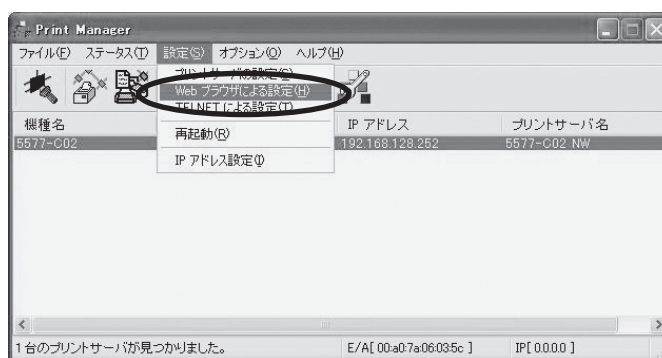 Print Manager
ファイル(F) ステータス(T) 設定(S) オプション(O) ヘルプ(H)
プリントサーバの設定(S)
Web ブラウザによる設定(H)
TELNET による設定(T)
再起動(R)
IP アドレス設定(I)
機種名 IP アドレス プリントサーバ名
5577-C02 192.168.128.252 5577-C02 NW
1台のプリントサーバが見つかりました。 E/A[ 00:a0:7a:06:03:5c ] IP[ 0.0.0.0 ]